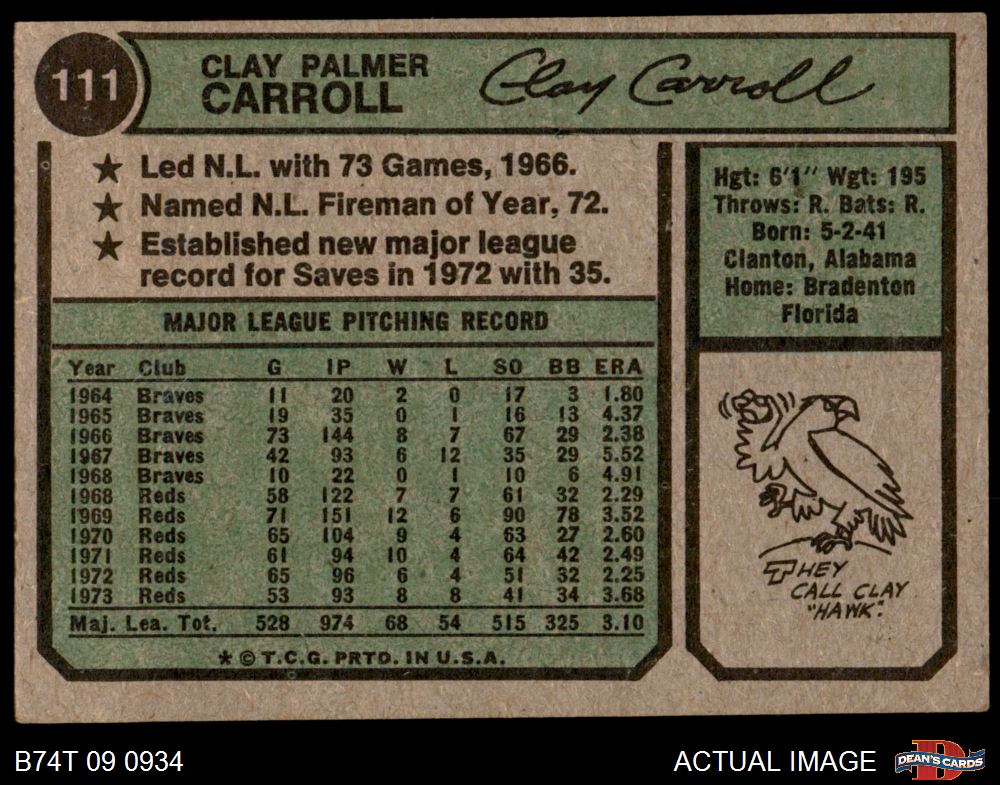 111
CLAY PALMER
CARROLL
Clay Carroll
★ Led N.L. with 73 Games, 1966.
★ Named N.L. Fireman of Year, 72.
★ Established new major league
record for Saves in 1972 with 35.
Hgt: 6'1" Wgt: 195
Throws: R. Bats: R.
Born: 5-2-41
Clanton, Alabama
Home: Bradenton
Florida
MAJOR LEAGUE PITCHING RECORD
Year Club G IP W L SO BB ERA
1964 Braves 11 20 2 0 17 3 1.80
1965 Braves 19 35 0 1 16 13 4.37
1966 Braves 73 144 8 7 67 29 2.38
1967 Braves 42 93 6 12 35 29 5.52
1968 Braves 10 22 0 1 10 6 4.91
1968 Reds 58 122 7 7 61 32 2.29
1969 Reds 71 151 12 6 90 78 3.52
1970 Reds 65 104 9 4 63 27 2.60
1971 Reds 61 94 10 4 64 42 2.49
1972 Reds 65 96 6 4 51 32 2.25
1973 Reds 53 93 8 8 41 34 3.68
Maj. Lea. Tot. 528 974 68 54 515 325 3.10
★ © T.C.G. PRTD. IN U.S.A.
THEY
CALL CLAY
"HAWK".
B74T 09 0934
ACTUAL IMAGE
D
DEAN'S CARDS